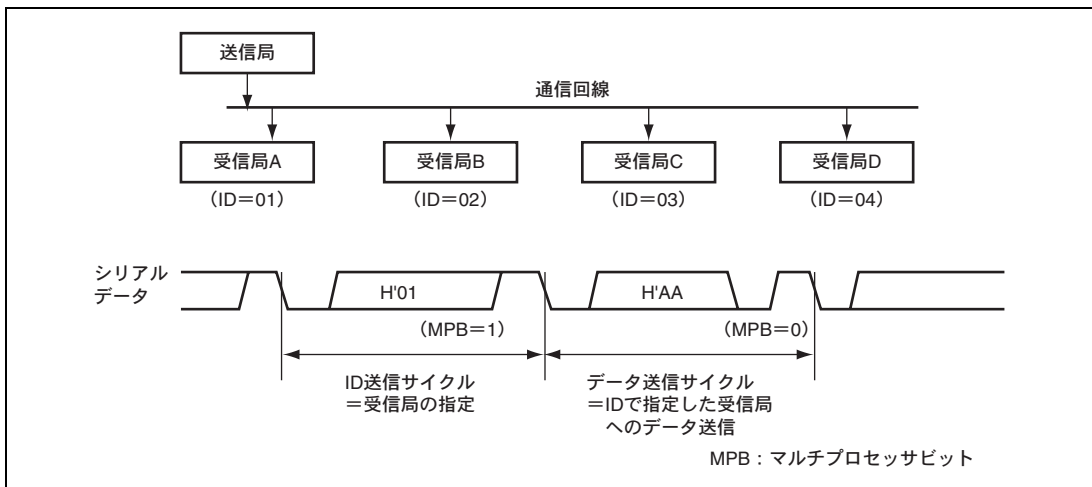 送信局
通信回線
受信局A 受信局B 受信局C 受信局D
(ID=01) (ID=02) (ID=03) (ID=04)
シリアル
データ
H'01 H'AA
(MPB=1) (MPB=0)
ID送信サイクル
=受信局の指定
データ送信サイクル
=IDで指定した受信局
へのデータ送信
MPB:マルチプロセッサビット